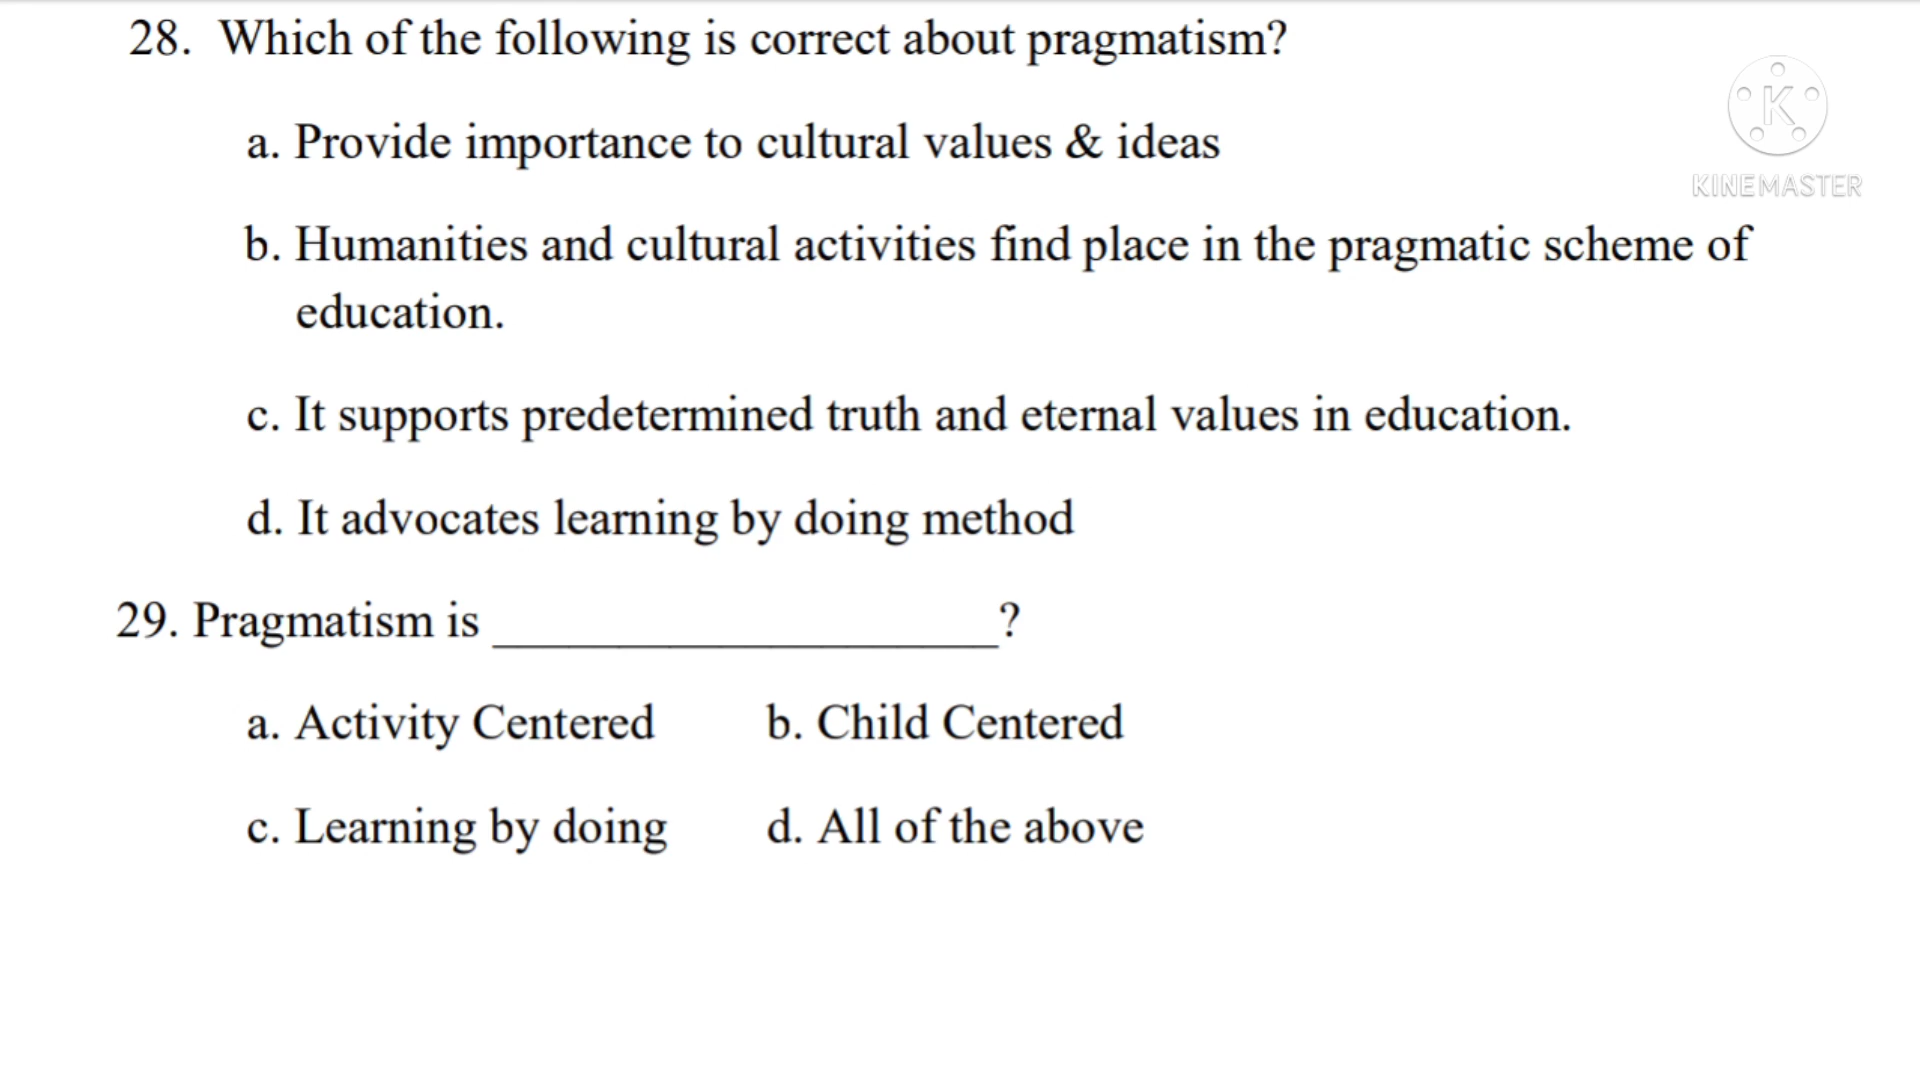 28. Which of the following is correct about pragmatism?
a. Provide importance to cultural values & ideas
K
KINEMASTER
b. Humanities and cultural activities find place in the pragmatic scheme of
education.
c. It supports predetermined truth and eternal values in education.
d. It advocates learning by doing method
29. Pragmatism is ____________________?
a. Activity Centered b. Child Centered
c. Learning by doing d. All of the above